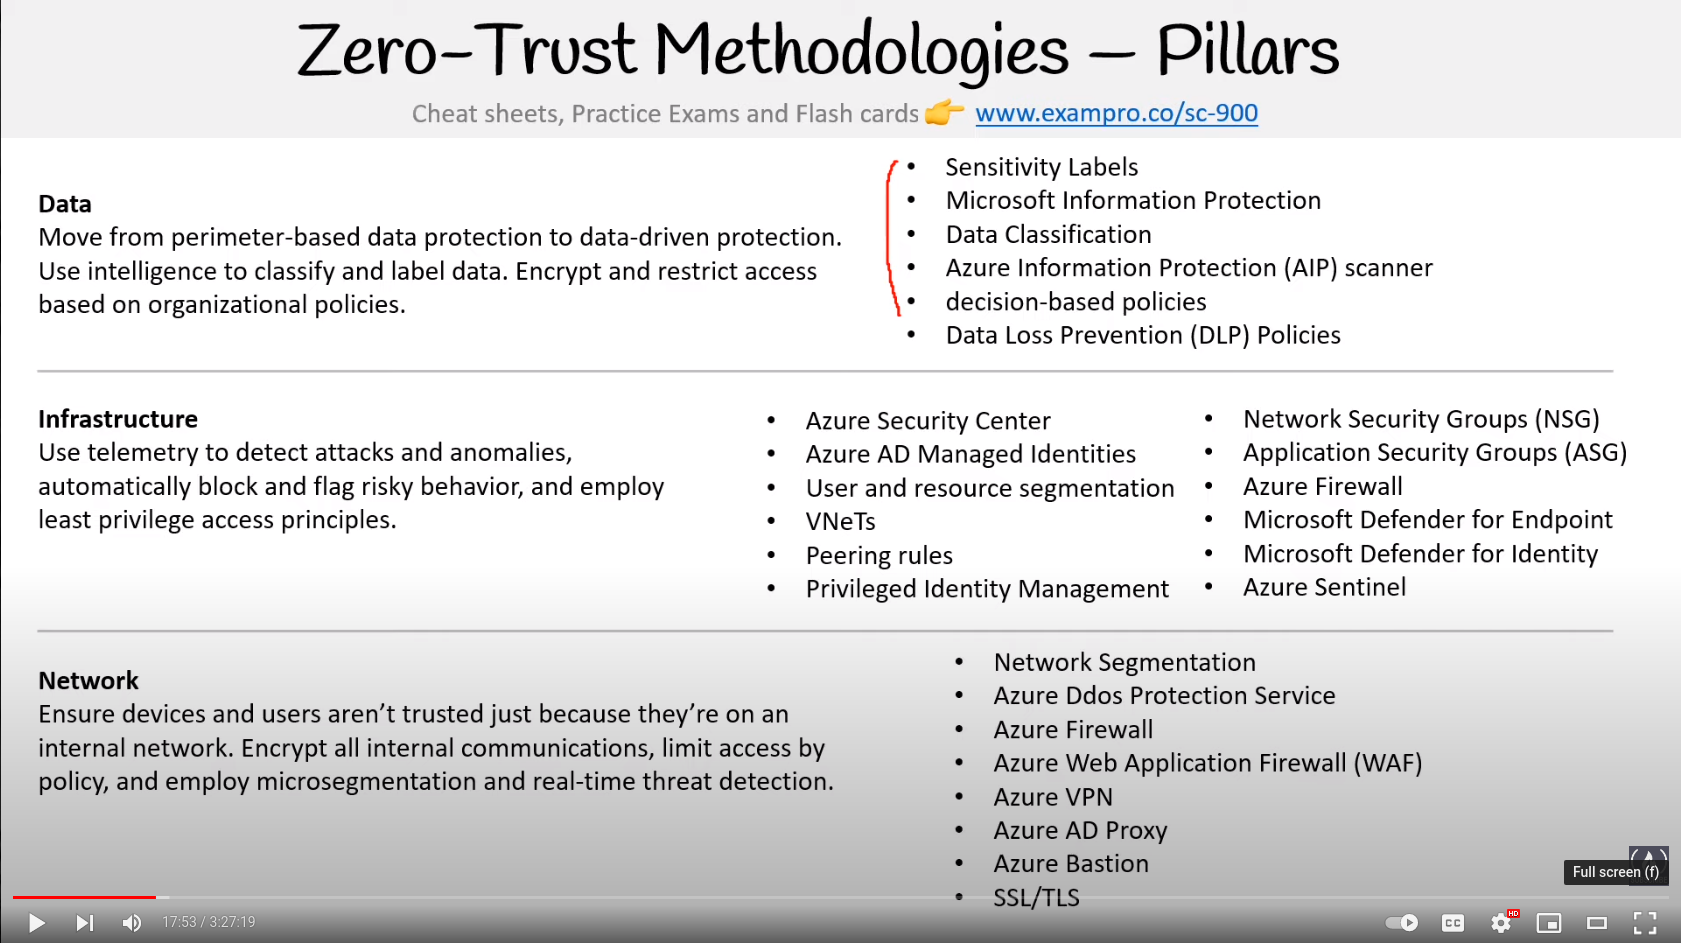 Zero-Trust Methodologies – Pillars
Cheat sheets, Practice Exams and Flash cards www.exampro.co/sc-900
Data
Move from perimeter-based data protection to data-driven protection.
Use intelligence to classify and label data. Encrypt and restrict access
based on organizational policies.
• Sensitivity Labels
• Microsoft Information Protection
• Data Classification
• Azure Information Protection (AIP) scanner
• decision-based policies
• Data Loss Prevention (DLP) Policies
Infrastructure
Use telemetry to detect attacks and anomalies,
automatically block and flag risky behavior, and employ
least privilege access principles.
• Azure Security Center
• Azure AD Managed Identities
• User and resource segmentation
• VNeTs
• Peering rules
• Privileged Identity Management
• Network Security Groups (NSG)
• Application Security Groups (ASG)
• Azure Firewall
• Microsoft Defender for Endpoint
• Microsoft Defender for Identity
• Azure Sentinel
Network
Ensure devices and users aren’t trusted just because they’re on an
internal network. Encrypt all internal communications, limit access by
policy, and employ microsegmentation and real-time threat detection.
• Network Segmentation
• Azure Ddos Protection Service
• Azure Firewall
• Azure Web Application Firewall (WAF)
• Azure VPN
• Azure AD Proxy
• Azure Bastion
• SSL/TLS
Full screen (f)
17:53 / 3:27:19
CC
HD